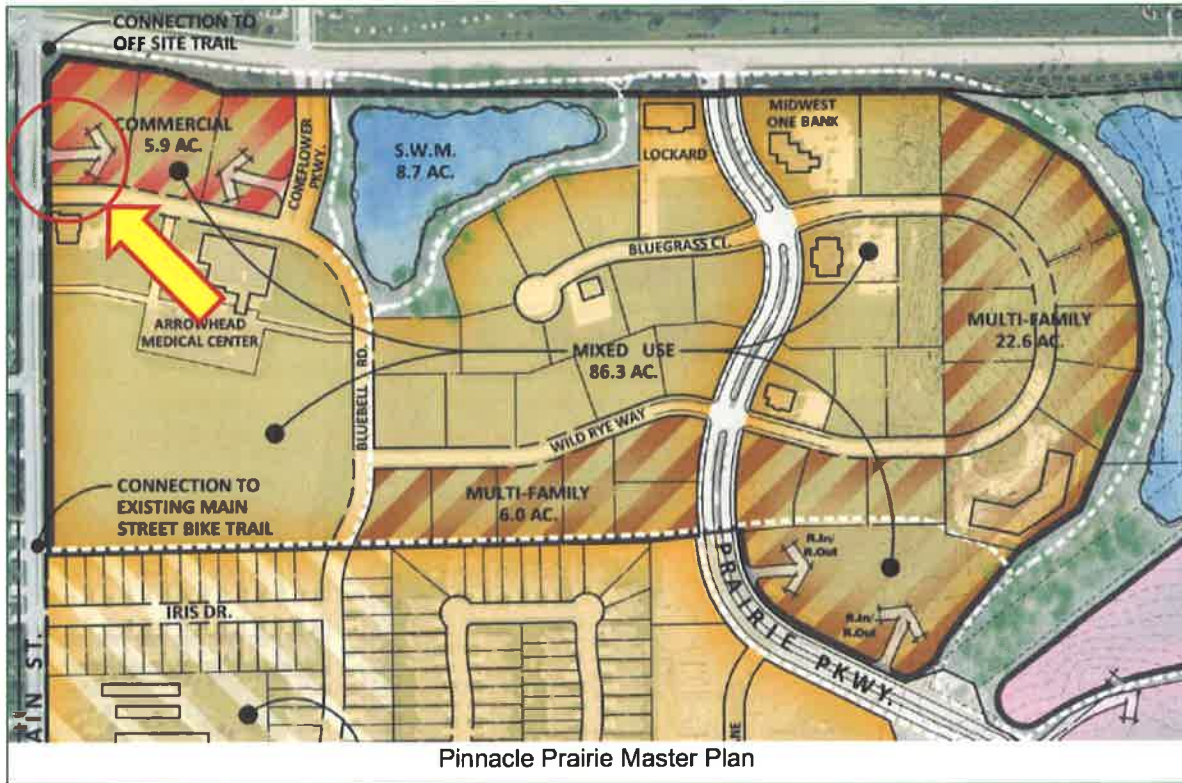 CONNECTION TO
OFF SITE TRAIL
COMMERCIAL
5.9 AC.
CONEFLOWER
PKWY.
S.W.M.
8.7 AC.
LOCKARD
MIDWEST
ONE BANK
BLUEGRASS CT.
ARROWHEAD
MEDICAL CENTER
BLUEBELL RD.
MIXED USE
86.3 AC.
MULTI-FAMILY
22.6 AC.
WILD RYE WAY
CONNECTION TO
EXISTING MAIN
STREET BIKE TRAIL
MULTI-FAMILY
6.0 AC.
R.In/
R.Out
R.In/
R.Out
IRIS DR.
PRAIRIE PKWY.
AIN ST.
NE
Pinnacle Prairie Master Plan